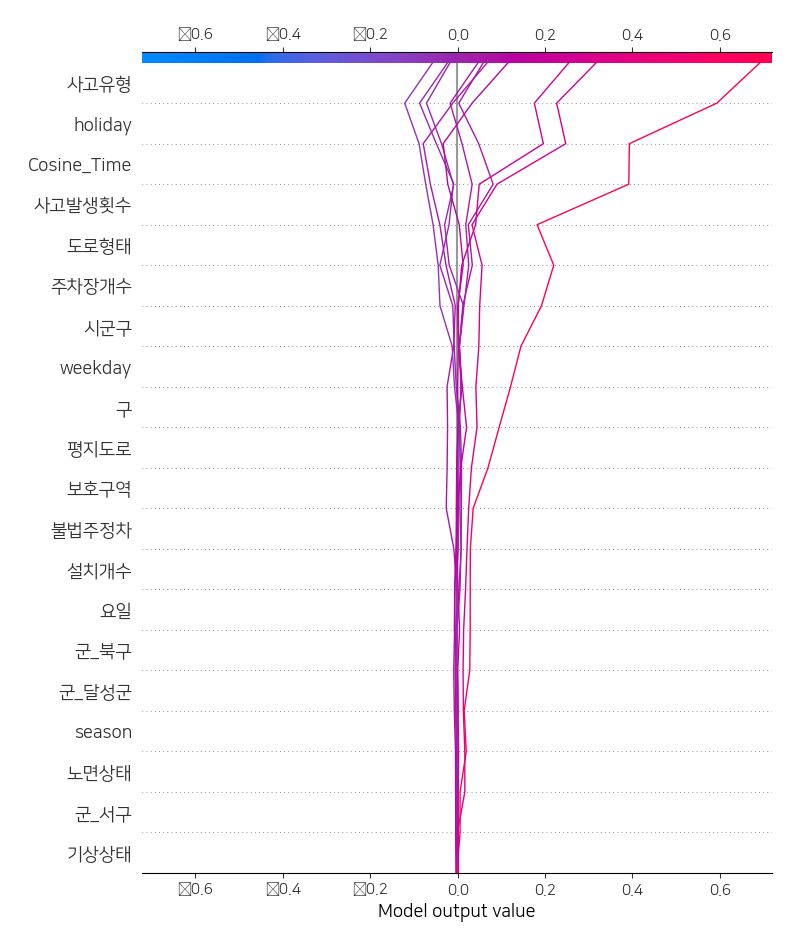 0.6 0.4 0.2 0.0 0.2 0.4 0.6
사고유형
holiday
Cosine_Time
사고발생횟수
도로형태
주차장개수
시군구
weekday
구
평지도로
보호구역
불법주정차
설치개수
요일
군_북구
군_달성군
season
노면상태
군_서구
기상상태
0.6 0.4 0.2 0.0 0.2 0.4 0.6
Model output value